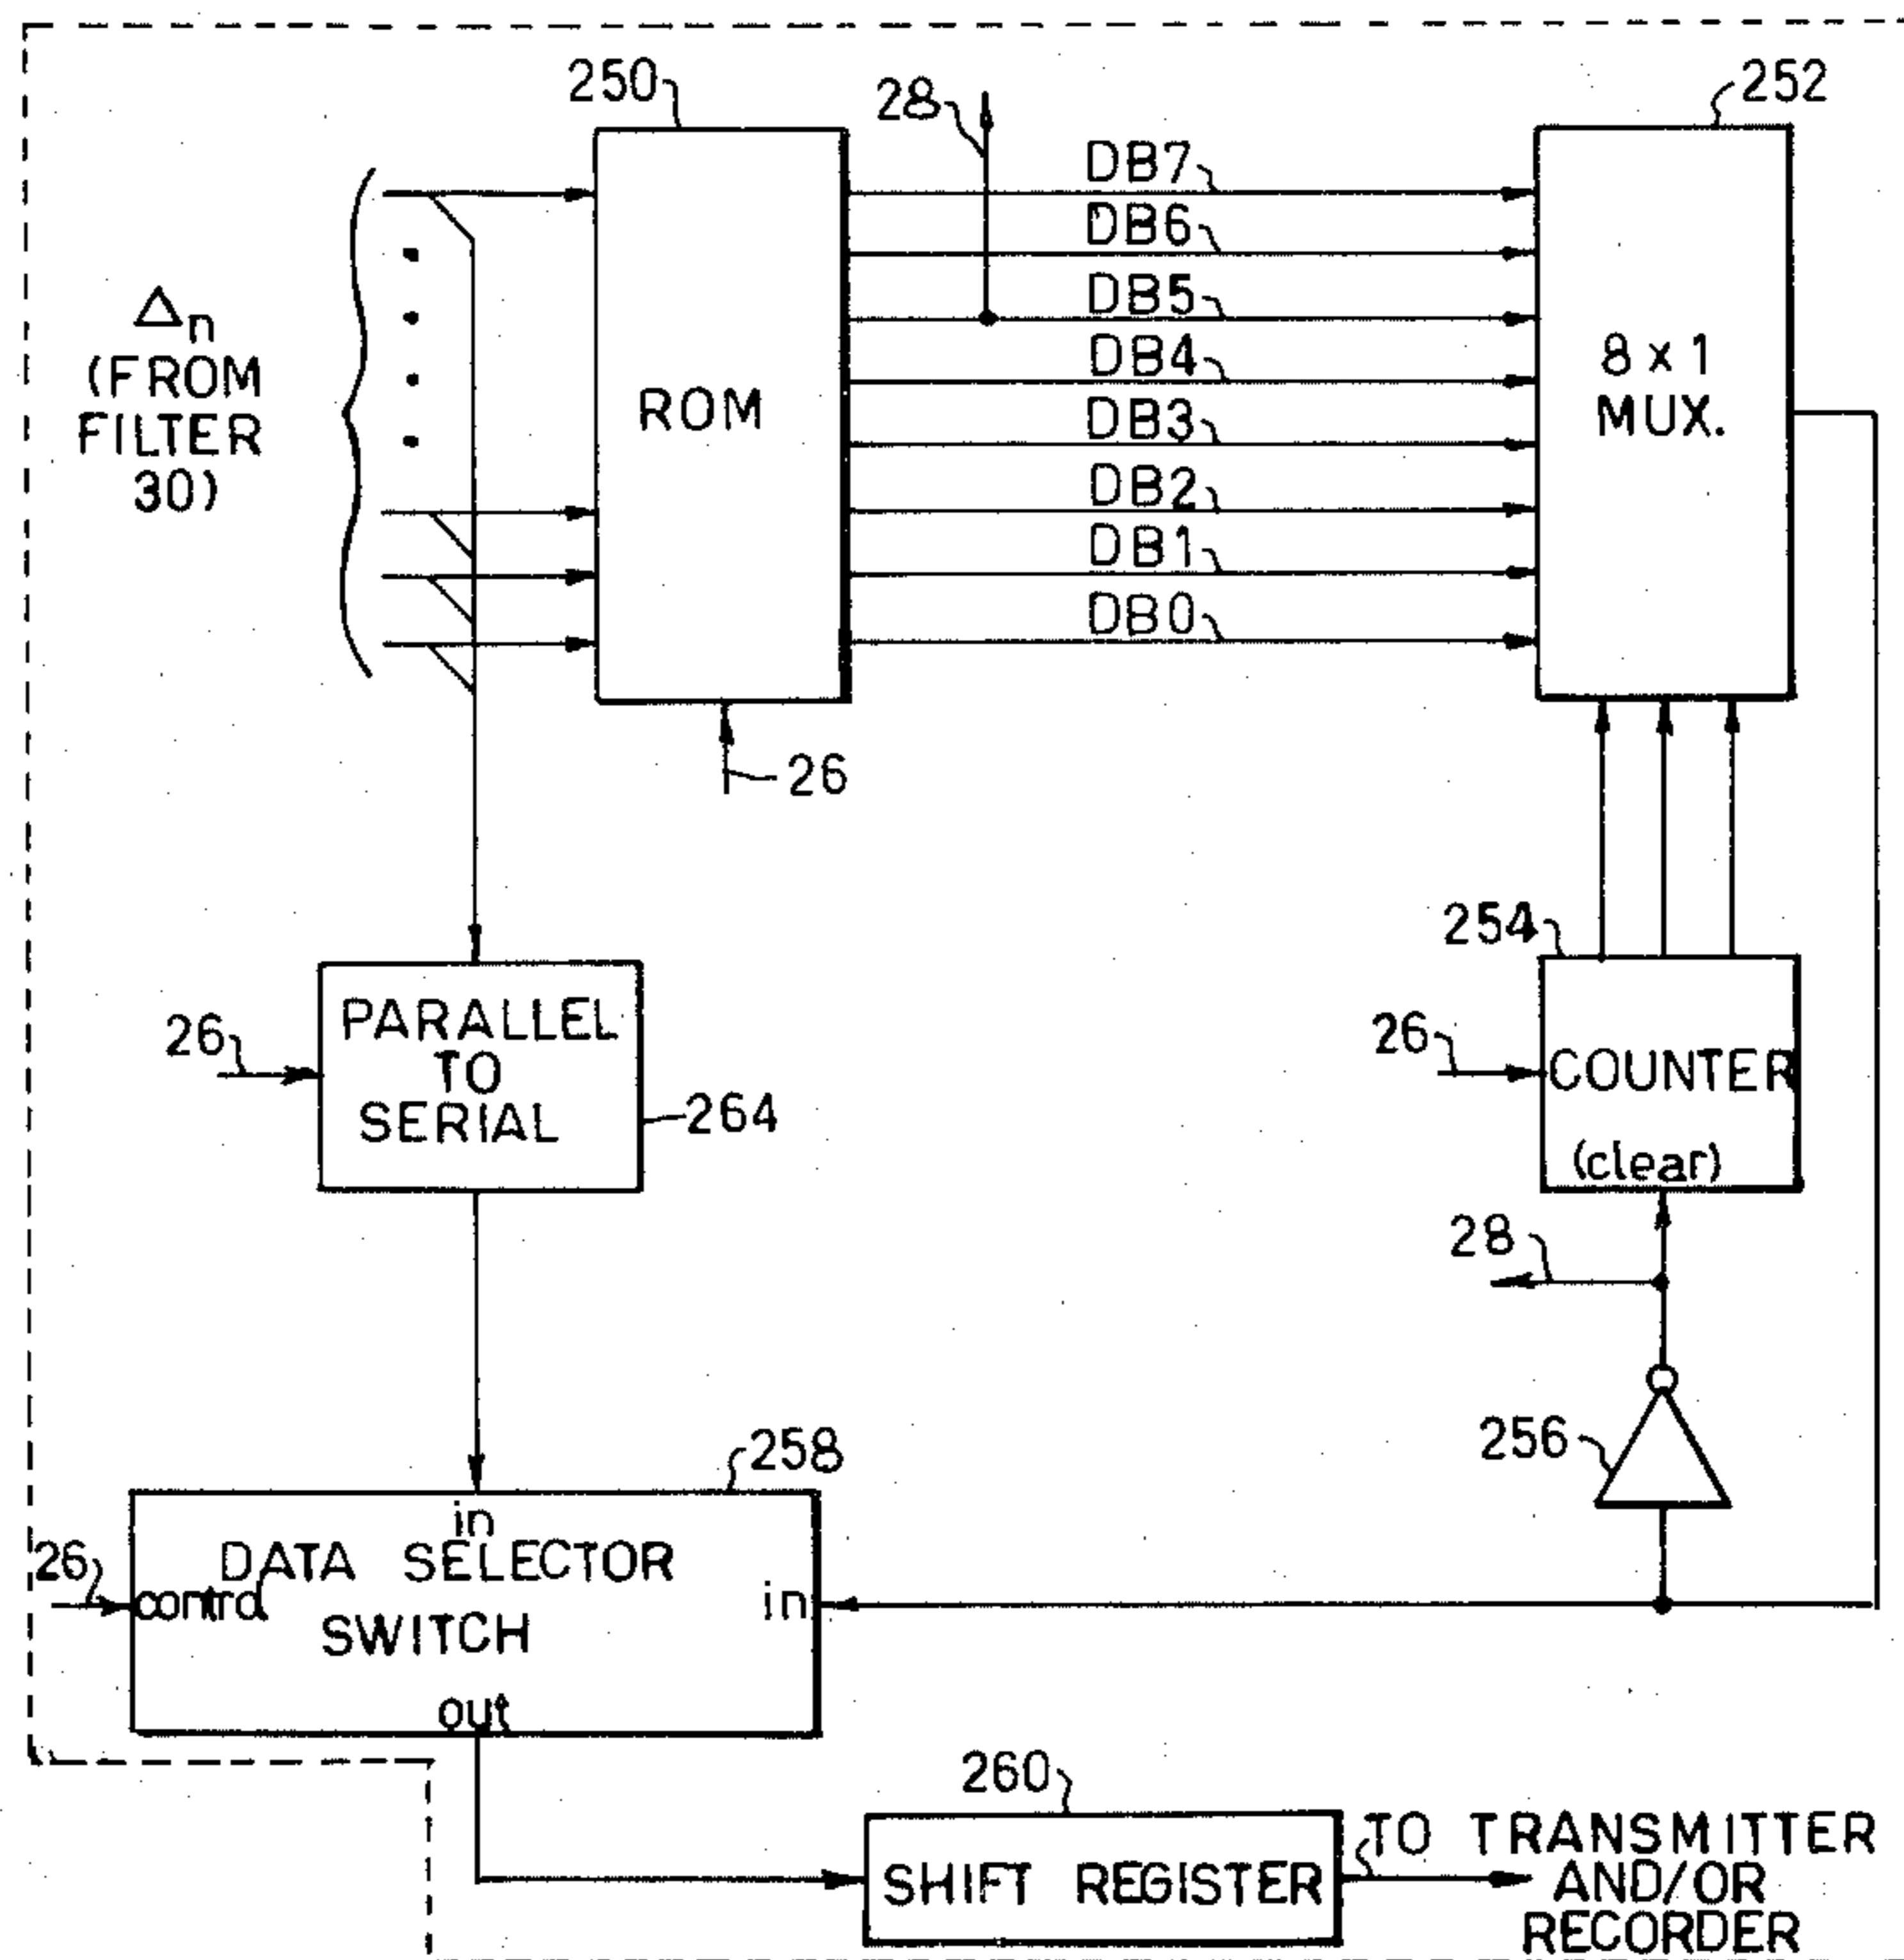 250
28
252
DB7
DB6
DB5
DB4
DB3
DB2
DB1
DB0
Δn
(FROM
FILTER
30)
ROM
8 x 1
MUX.
26
254
26
PARALLEL
TO
SERIAL
264
26
COUNTER
(clear)
28
256
258
in
26
DATA SELECTOR
control
in
SWITCH
out
260
SHIFT REGISTER
TO TRANSMITTER
AND/OR
RECORDER